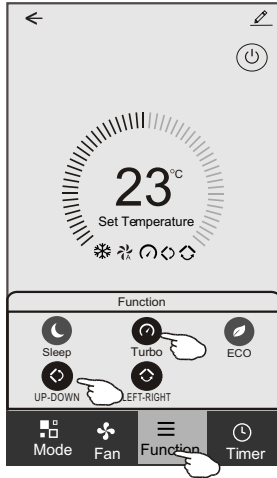 23°C
Set Temperature
A
Function
Sleep Turbo ECO
UP-DOWN LEFT-RIGHT
Mode Fan Function Timer